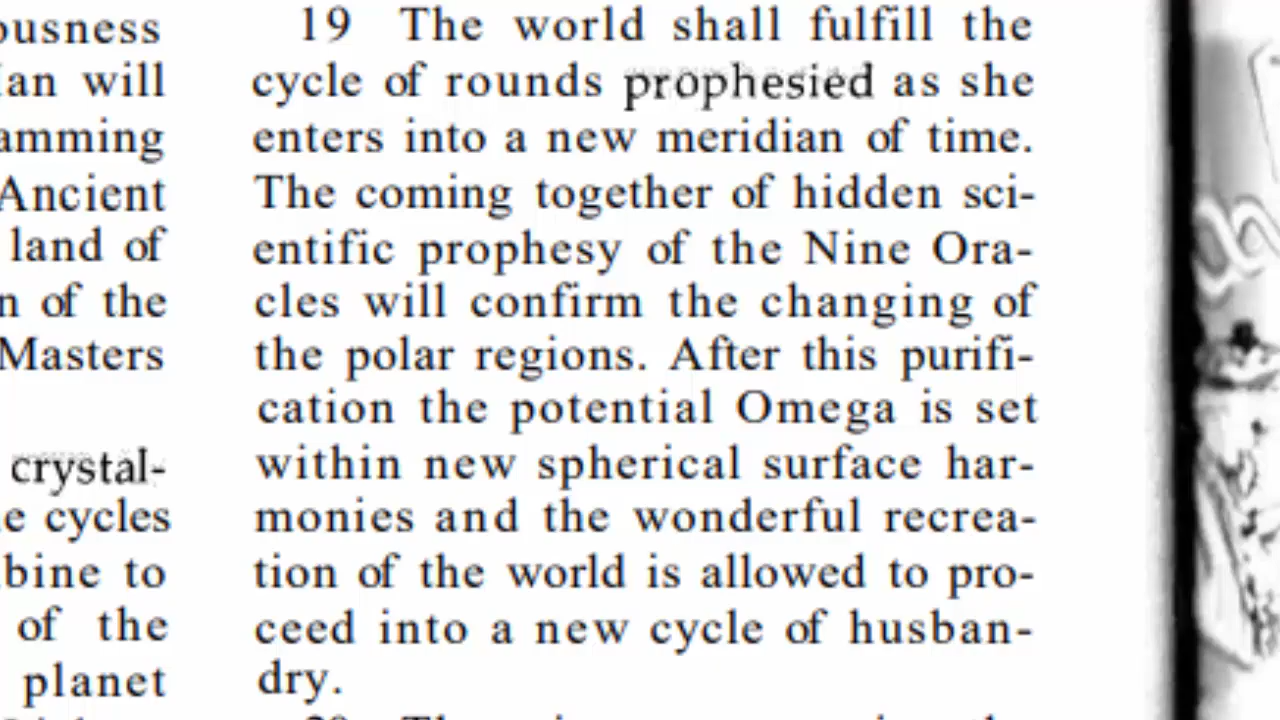 ousness
an will
amming
Ancient
land of
n of the
Masters
crystal-
e cycles
bine to
of the
planet
19 The world shall fulfill the
cycle of rounds prophesied as she
enters into a new meridian of time.
The coming together of hidden sci-
entific prophesy of the Nine Ora-
cles will confirm the changing of
the polar regions. After this purifi-
cation the potential Omega is set
within new spherical surface har-
monies and the wonderful recrea-
tion of the world is allowed to pro-
ceed into a new cycle of husban-
dry.